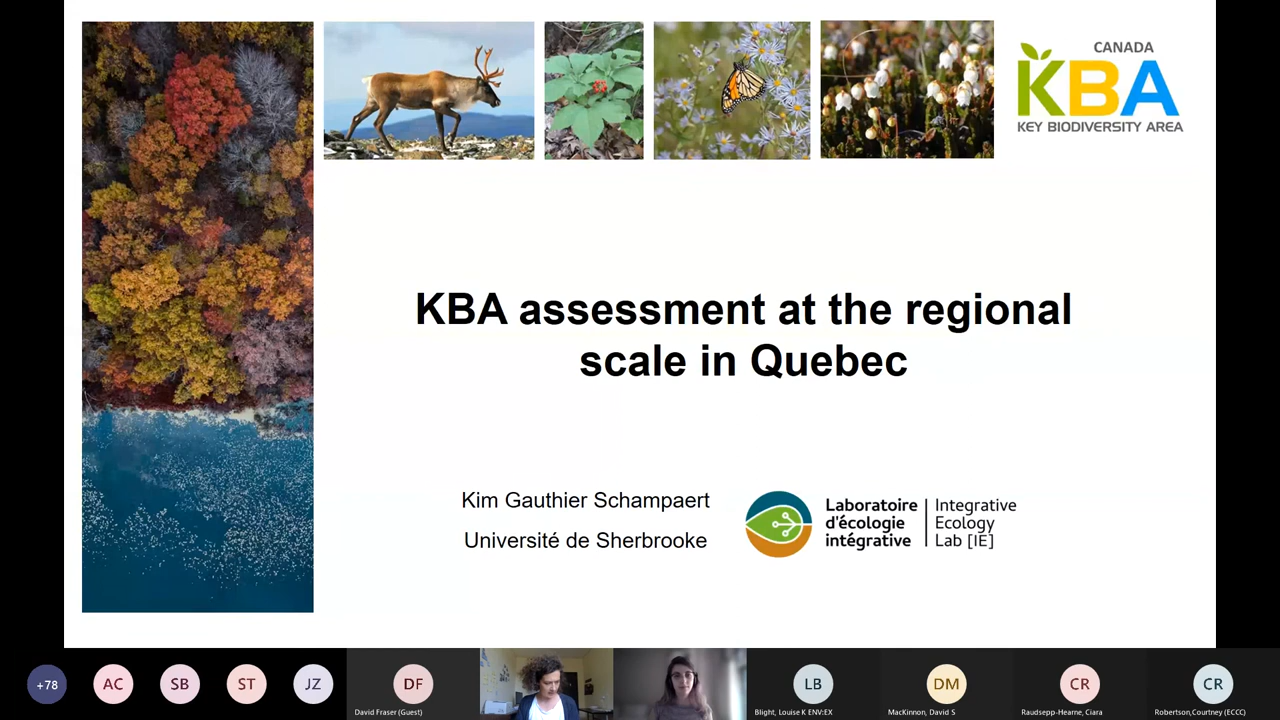 CANADA
KBA
KEY BIODIVERSITY AREA
KBA assessment at the regional
scale in Quebec
Kim Gauthier Schampaert
Université de Sherbrooke
Laboratoire
d'écologie
intégrative
Integrative
Ecology
Lab [IE]
+78
AC
SB
ST
JZ
DF
David Fraser (Guest)
LB
Blight, Louise K ENV:EX
DM
MacKinnon, David S
CR
Raudsepp-Hearne, Ciara
CR
Robertson,Courtney (ECCC)